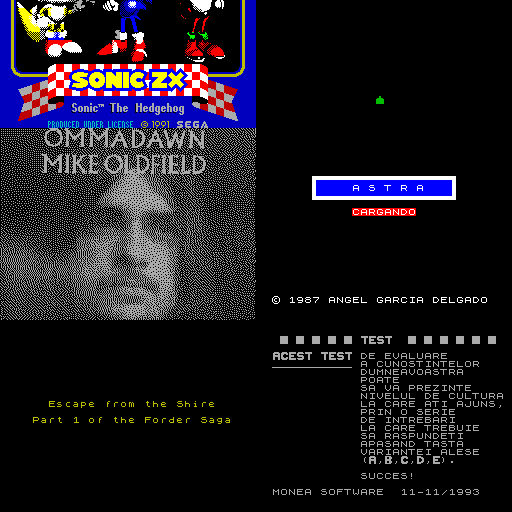 SONIC ZX
Sonic™ The Hedgehog
PRODUCED UNDER LICENSE © 1991 SEGA
OMMADAWN
MIKE OLDFIELD
A S T R A
CARGANDO
© 1987 ANGEL GARCIA DELGADO
Escape from the Shire
Part 1 of the Forder Saga
TEST
ACEST TEST DE EVALUARE
A CUNOSTINTELOR
DUMNEAVOASTRA
POATE
SA VA PREZINTE
NIVELUL DE CULTURA
LA CARE ATI AJUNS,
PRIN O SERIE
DE INTREBARI
LA CARE TREBUIE
SA RASPUNDETI
APASAND TASTA
VARIANTEI ALESE
(A,B,C,D,E).
SUCCES!
MONEA SOFTWARE 11-11/1993